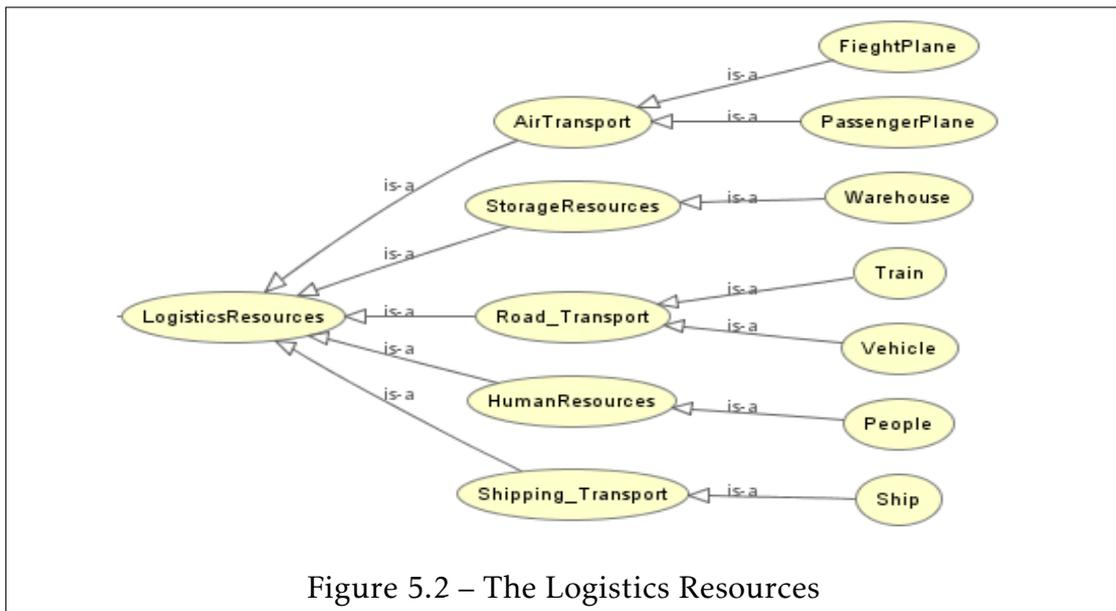 FieghtPlane
is-a
AirTransport
is-a
PassengerPlane
is-a
StorageResources
is-a
Warehouse
is-a
Train
is-a
LogisticsResources
is-a
Road_Transport
is-a
Vehicle
is-a
HumanResources
is-a
People
is-a
Shipping_Transport
is-a
Ship
Figure 5.2 – The Logistics Resources